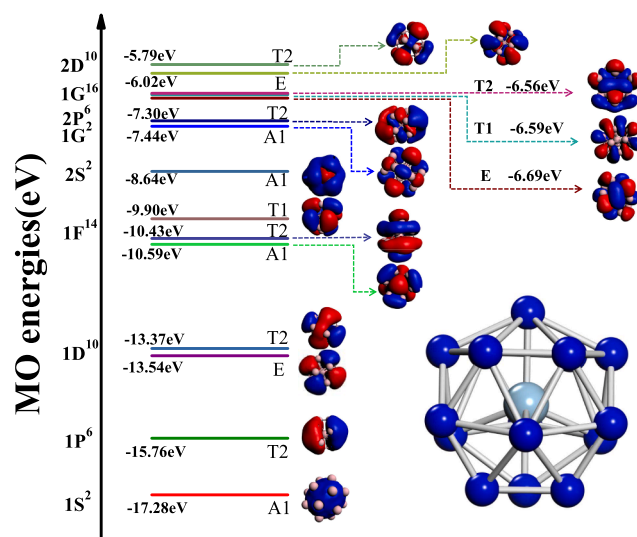 MO energies(eV)
2D10 -5.79eV T2
-6.02eV E
1G16 T2 -6.56eV
2P6 -7.30eV T2
T1 -6.59eV
1G2 -7.44eV A1
E -6.69eV
2S2 -8.64eV A1
-9.90eV T1
1F14 -10.43eV T2
-10.59eV A1
-13.37eV T2
1D10
-13.54eV E
1P6
-15.76eV T2
1S2
-17.28eV A1